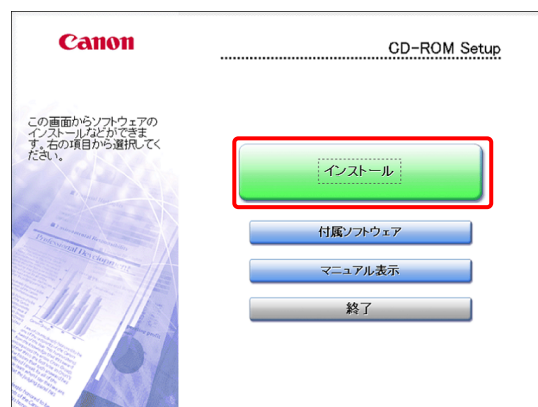 Canon
CD-ROM Setup
この画面からソフトウェアの
インストールなどができま
す。右の項目から選択してく
ださい。
インストール
付属ソフトウェア
マニュアル表示
終了
Professional Development